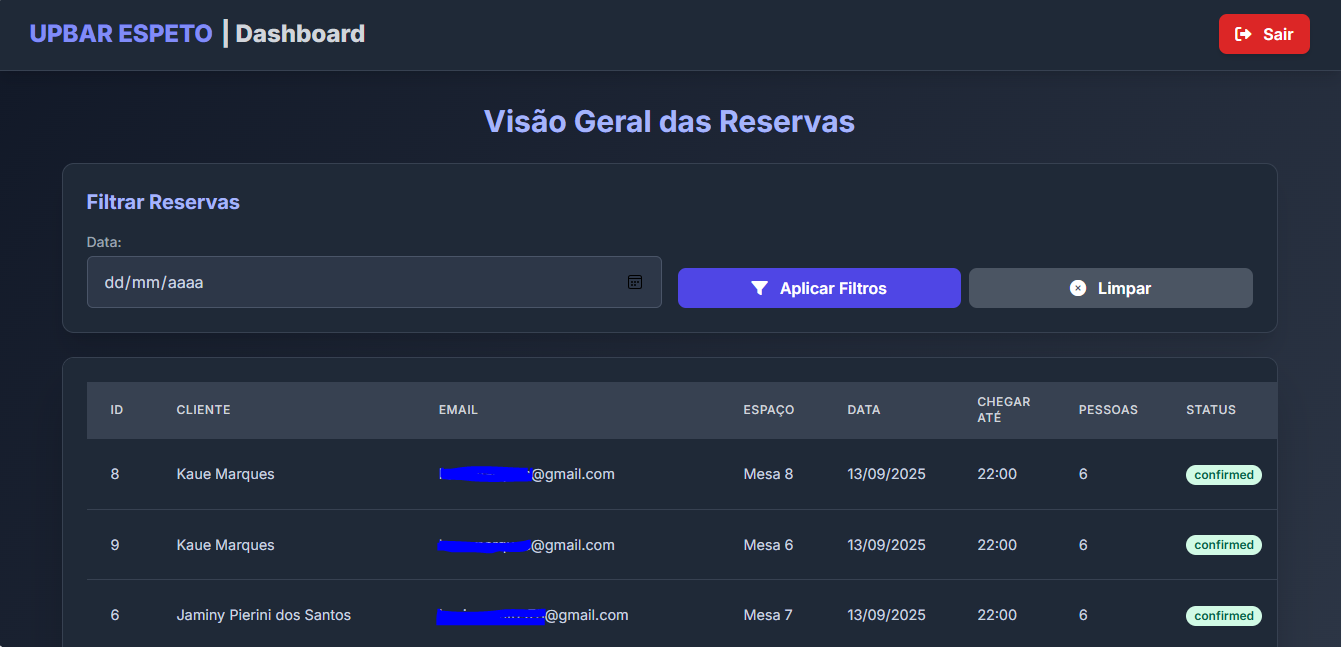 UPBAR ESPETO | Dashboard
Sair
Visão Geral das Reservas
Filtrar Reservas
Data:
dd/mm/aaaa
Aplicar Filtros
Limpar
ID CLIENTE EMAIL ESPAÇO DATA CHEGAR ATÉ PESSOAS STATUS
8 Kaue Marques @gmail.com Mesa 8 13/09/2025 22:00 6 confirmed
9 Kaue Marques @gmail.com Mesa 6 13/09/2025 22:00 6 confirmed
6 Jaminy Pierini dos Santos @gmail.com Mesa 7 13/09/2025 22:00 6 confirmed